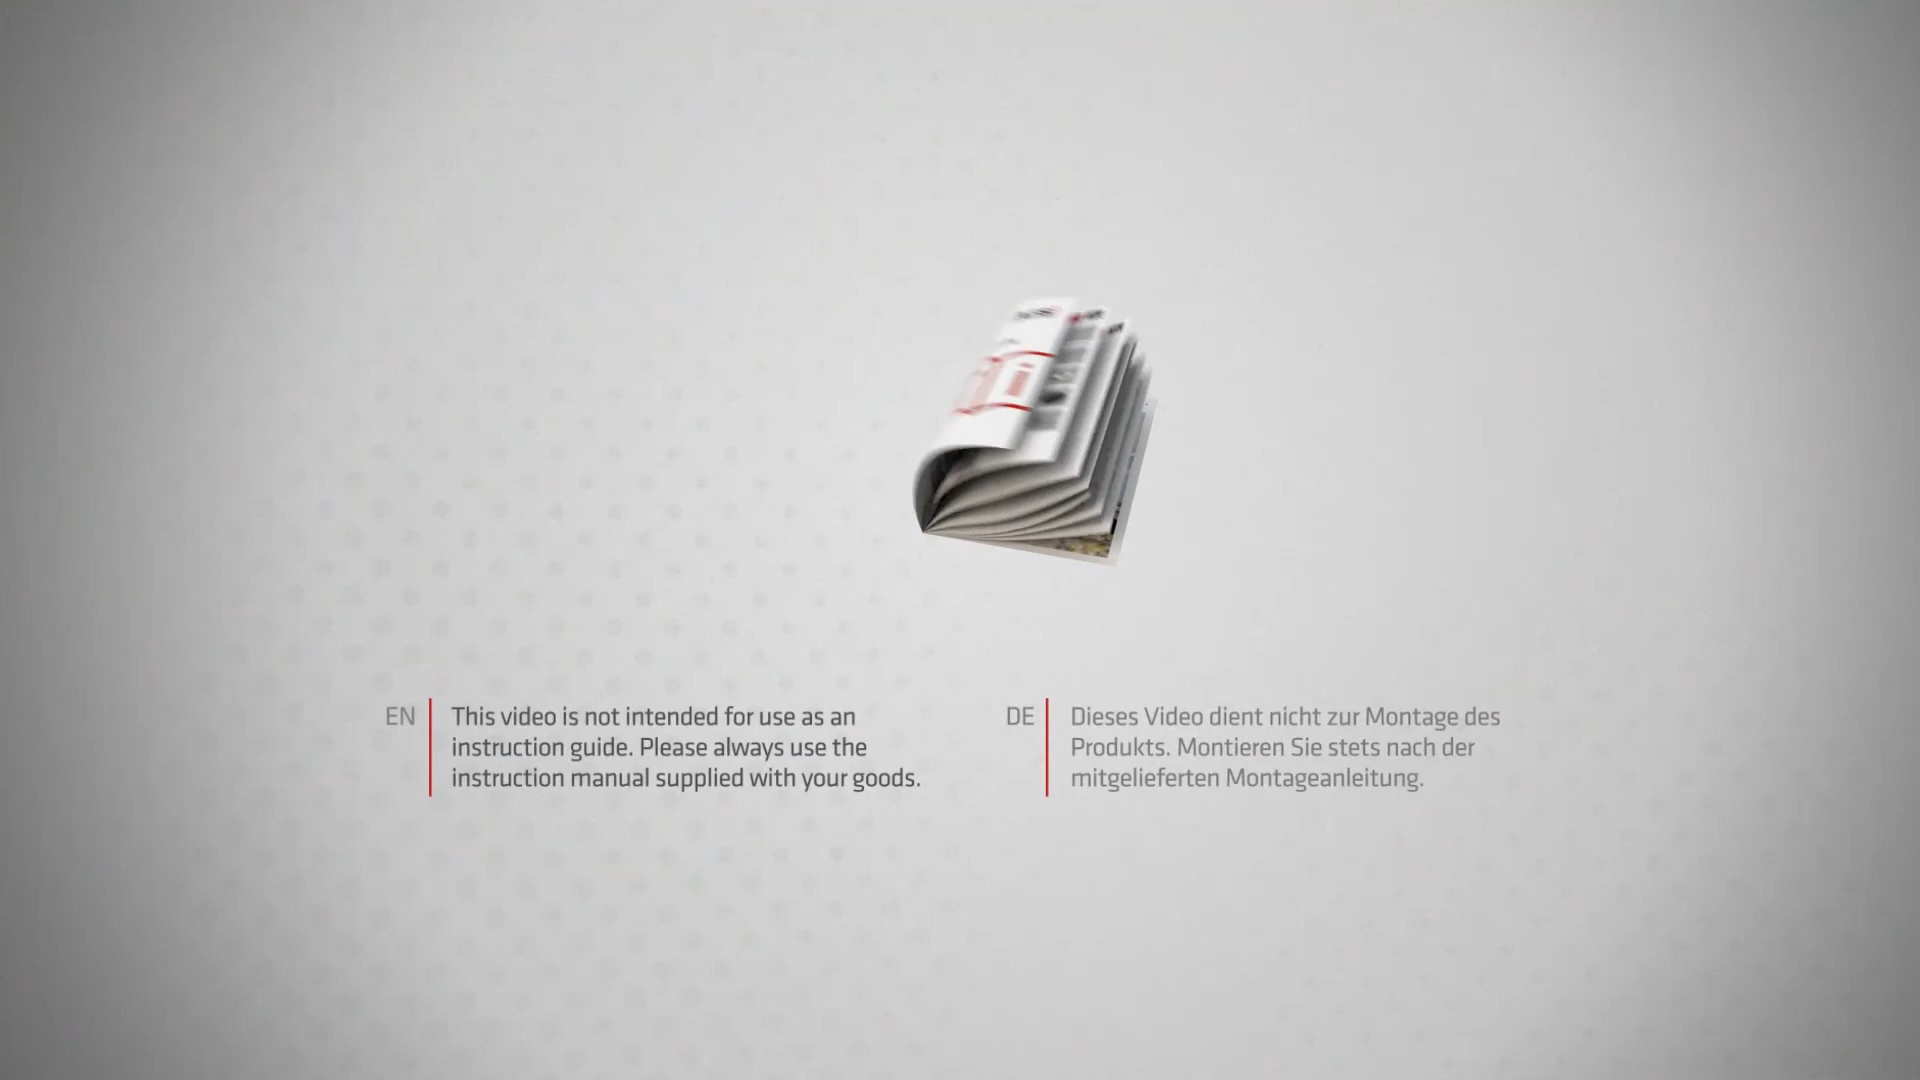 EN
This video is not intended for use as an
instruction guide. Please always use the
instruction manual supplied with your goods.
DE
Dieses Video dient nicht zur Montage des
Produkts. Montieren Sie stets nach der
mitgelieferten Montageanleitung.